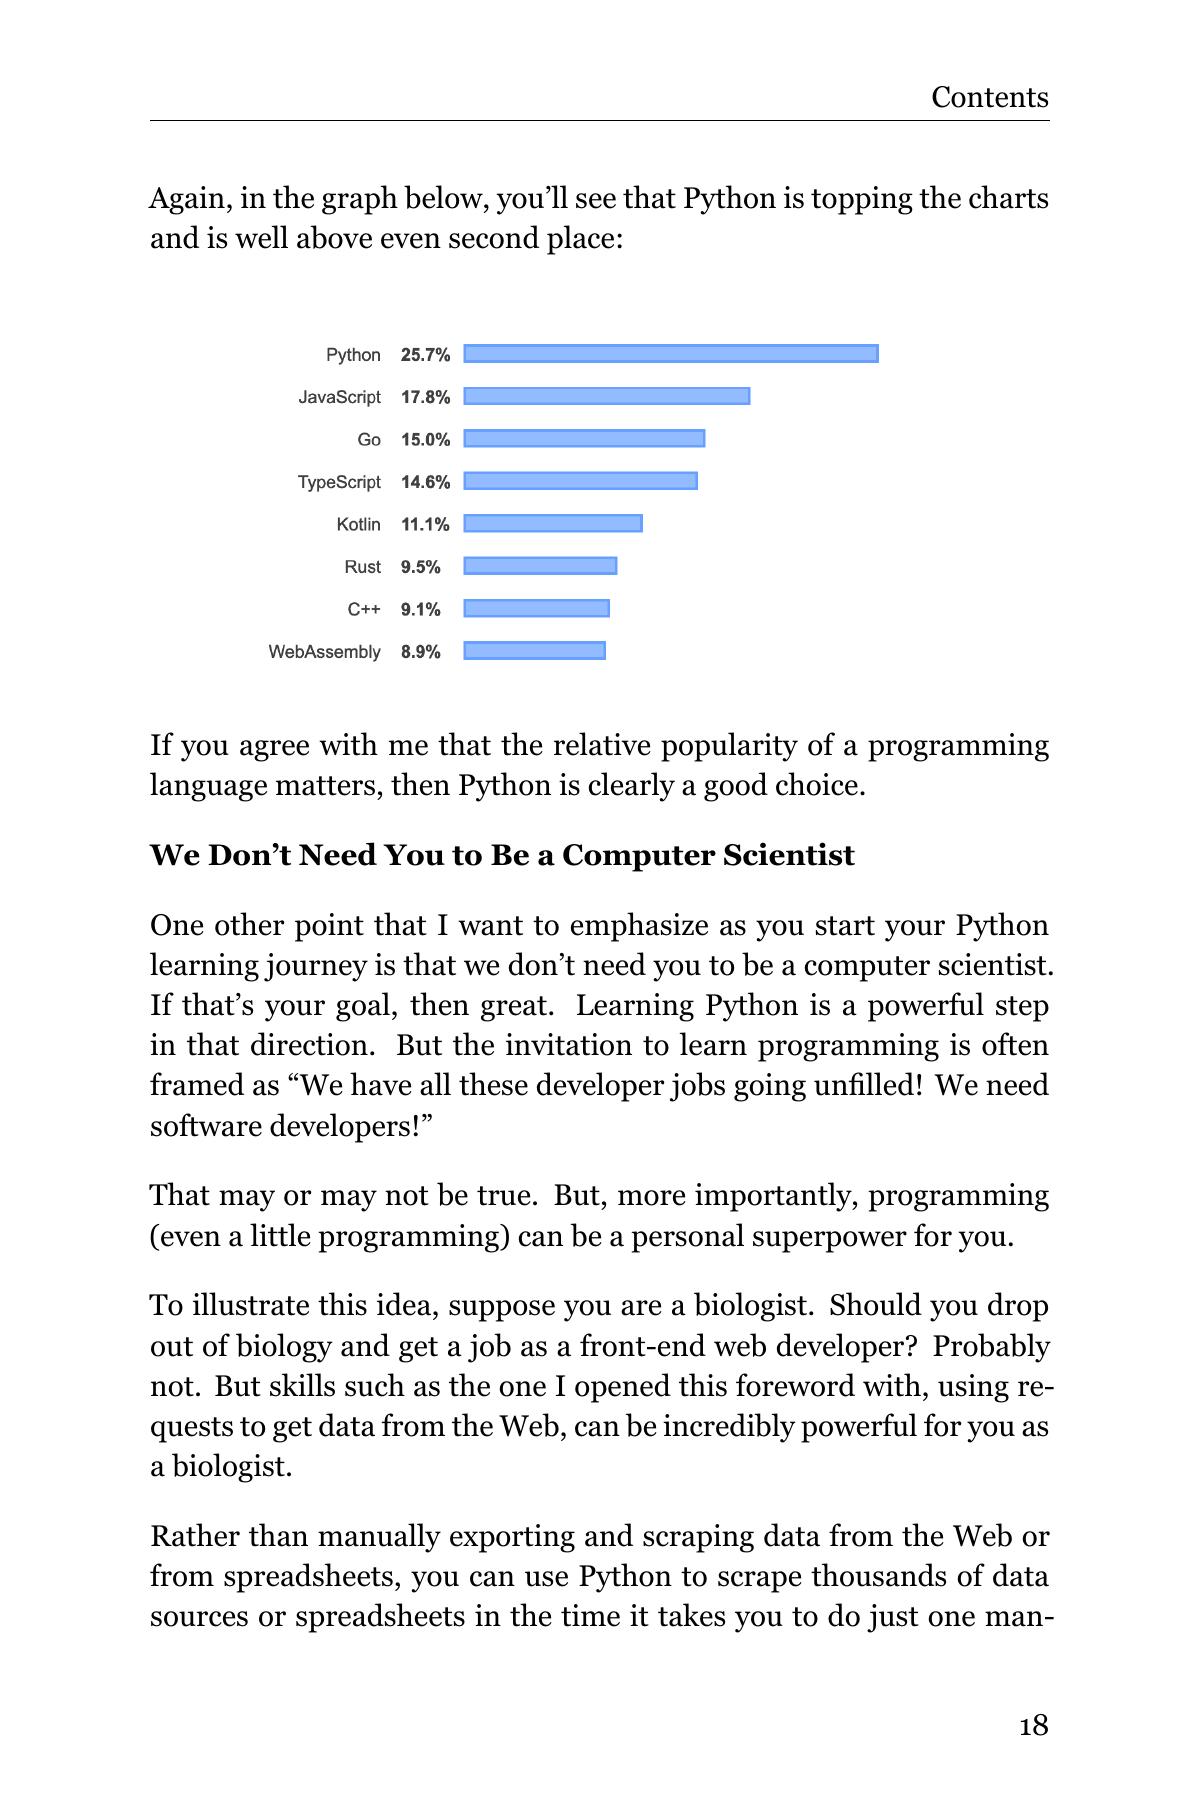 Contents
Again, in the graph below, you’ll see that Python is topping the charts
and is well above even second place:
Python 25.7%
JavaScript 17.8%
Go 15.0%
TypeScript 14.6%
Kotlin 11.1%
Rust 9.5%
C++ 9.1%
WebAssembly 8.9%
If you agree with me that the relative popularity of a programming
language matters, then Python is clearly a good choice.
We Don’t Need You to Be a Computer Scientist
One other point that I want to emphasize as you start your Python
learning journey is that we don’t need you to be a computer scientist.
If that’s your goal, then great. Learning Python is a powerful step
in that direction. But the invitation to learn programming is often
framed as “We have all these developer jobs going unfilled! We need
software developers!”
That may or may not be true. But, more importantly, programming
(even a little programming) can be a personal superpower for you.
To illustrate this idea, suppose you are a biologist. Should you drop
out of biology and get a job as a front-end web developer? Probably
not. But skills such as the one I opened this foreword with, using re-
quests to get data from the Web, can be incredibly powerful for you as
a biologist.
Rather than manually exporting and scraping data from the Web or
from spreadsheets, you can use Python to scrape thousands of data
sources or spreadsheets in the time it takes you to do just one man-
18